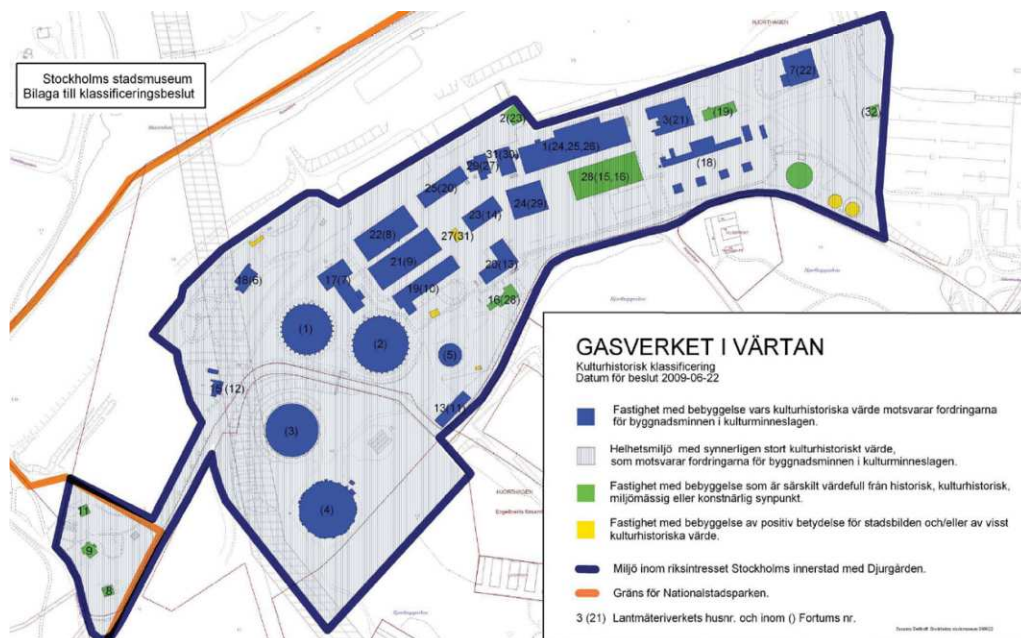 Stockholms stadsmuseum
Bilaga till klassificeringsbeslut
HJORTHAGEN
7(22)
2(23)
3(21)
(19)
(32)
1(24,25,26)
31(30)
29(27)
(18)
28(15,16)
25(20)
24(29)
23(14)
22(8)
27(31)
21(9)
20(13)
48(6)
17(7)
19(10)
16(28)
(1)
(2)
(5)
15 (12)
13(11)
(3)
(4)
HJORTHAGEN
11
9
8
GASVERKET I VÄRTAN
Kulturhistorisk klassificering
Datum för beslut 2009-06-22
Fastighet med bebyggelse vars kulturhistoriska värde motsvarar fordringarna
för byggnadsminnen i kulturminneslagen.
Helhetsmiljö med synnerligen stort kulturhistoriskt värde,
som motsvarar fordringarna för byggnadsminnen i kulturminneslagen.
Fastighet med bebyggelse som är särskilt värdefull från historisk, kulturhistorisk,
miljömässig eller konstnärlig synpunkt.
Fastighet med bebyggelse av positiv betydelse för stadsbilden och/eller av visst
kulturhistoriska värde.
Miljö inom riksintresset Stockholms innerstad med Djurgården.
Gräns för Nationalstadsparken.
3 (21) Lantmäteriverkets husnr. och inom () Fortums nr.